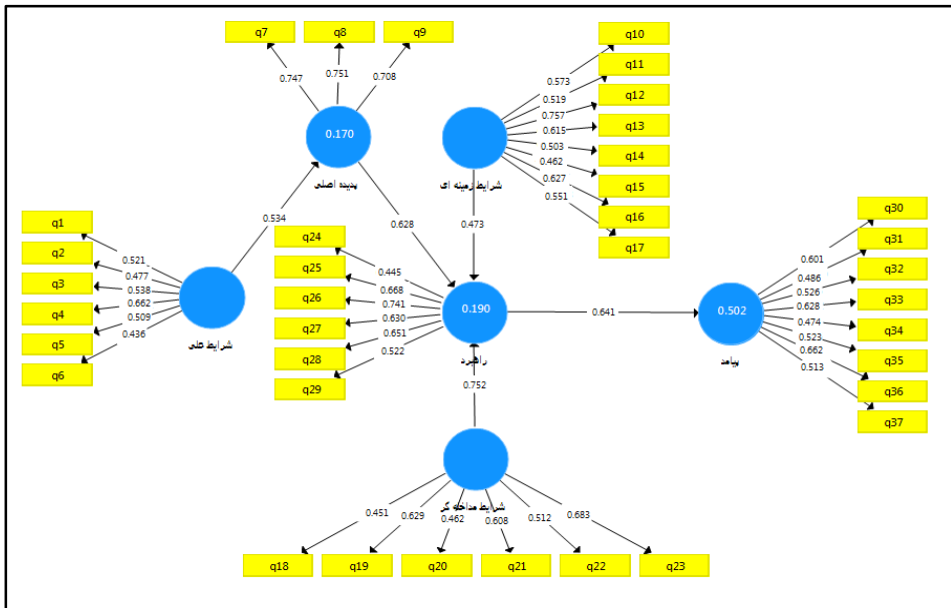 q7
q8
q9
0.747
0.751
0.708
0.170
پدیده اصلی
q10
q11
q12
q13
q14
q15
q16
q17
0.573
0.519
0.757
0.615
0.503
0.462
0.627
0.551
شرایط زمینه ای
0.534
0.628
0.473
q1
q2
q3
q4
q5
q6
0.521
0.477
0.538
0.662
0.509
0.436
شرایط علی
q24
q25
q26
q27
q28
q29
0.445
0.668
0.741
0.630
0.651
0.522
0.190
راهبرد
0.641
0.502
پیامد
q30
q31
q32
q33
q34
q35
q36
q37
0.601
0.486
0.526
0.628
0.474
0.523
0.662
0.513
0.752
شرایط مداخله گر
0.451
0.629
0.462
0.608
0.512
0.683
q18
q19
q20
q21
q22
q23